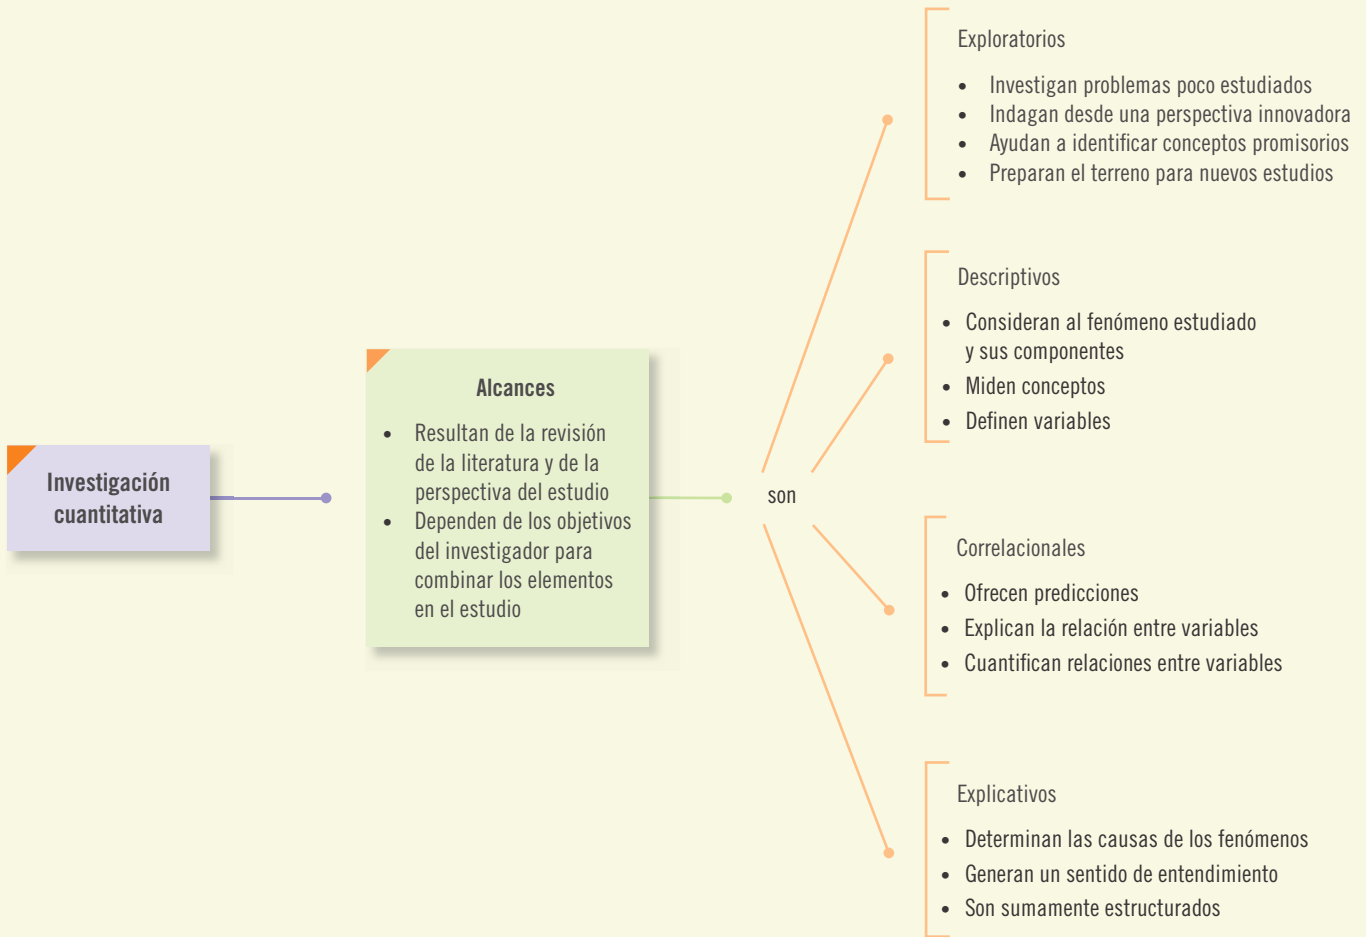 Investigación
cuantitativa
Alcances
• Resultan de la revisión
de la literatura y de la
perspectiva del estudio
• Dependen de los objetivos
del investigador para
combinar los elementos
en el estudio
son
Exploratorios
• Investigan problemas poco estudiados
• Indagan desde una perspectiva innovadora
• Ayudan a identificar conceptos promisorios
• Preparan el terreno para nuevos estudios
Descriptivos
• Consideran al fenómeno estudiado
y sus componentes
• Miden conceptos
• Definen variables
Correlacionales
• Ofrecen predicciones
• Explican la relación entre variables
• Cuantifican relaciones entre variables
Explicativos
• Determinan las causas de los fenómenos
• Generan un sentido de entendimiento
• Son sumamente estructurados